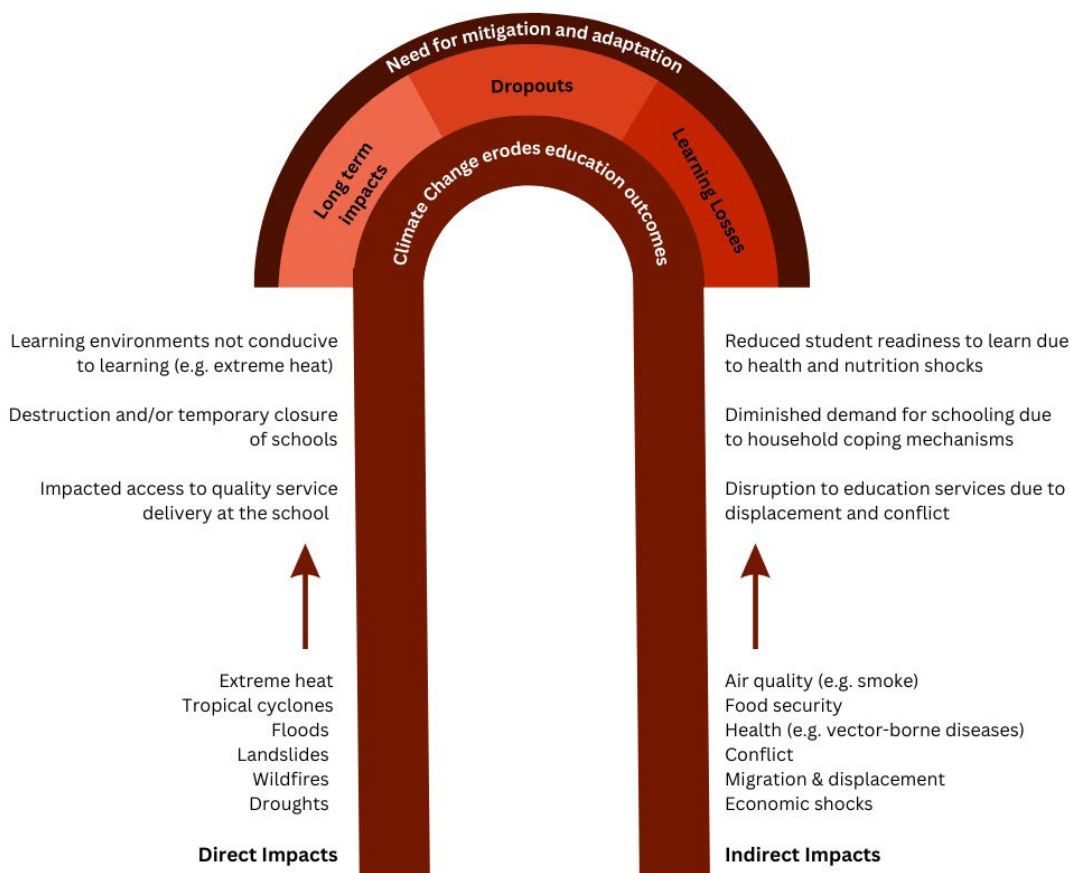 Need for mitigation and adaptation
Dropouts
Long term
impacts
Learning Losses
Climate Change erodes education outcomes
Learning environments not conducive
to learning (e.g. extreme heat)
Destruction and/or temporary closure
of schools
Impacted access to quality service
delivery at the school
Extreme heat
Tropical cyclones
Floods
Landslides
Wildfires
Droughts
Direct Impacts
Reduced student readiness to learn due
to health and nutrition shocks
Diminished demand for schooling due
to household coping mechanisms
Disruption to education services due to
displacement and conflict
Air quality (e.g. smoke)
Food security
Health (e.g. vector-borne diseases)
Conflict
Migration & displacement
Economic shocks
Indirect Impacts